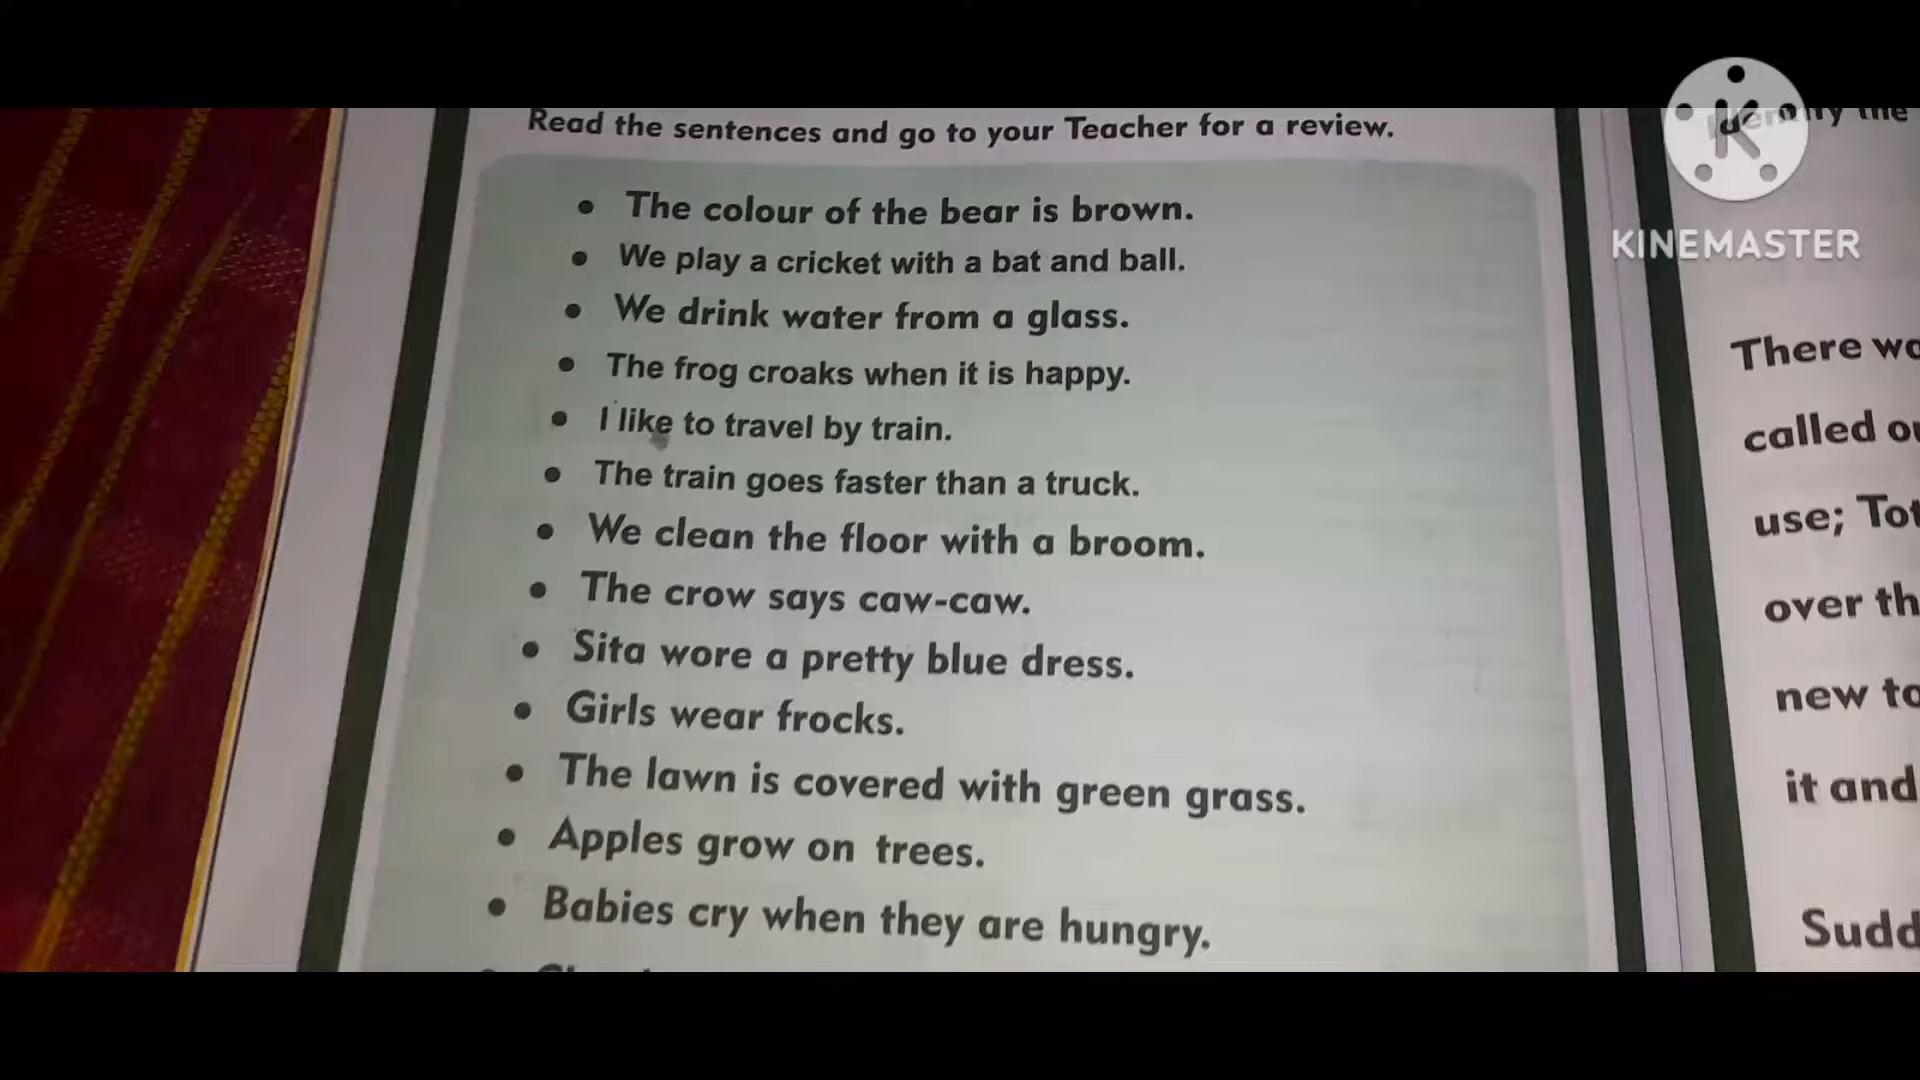 Read the sentences and go to your Teacher for a review.
• The colour of the bear is brown.
• We play a cricket with a bat and ball.
• We drink water from a glass.
• The frog croaks when it is happy.
• I like to travel by train.
• The train goes faster than a truck.
• We clean the floor with a broom.
• The crow says caw-caw.
• Sita wore a pretty blue dress.
• Girls wear frocks.
• The lawn is covered with green grass.
• Apples grow on trees.
• Babies cry when they are hungry.
the
There
called
use;
over
new
it and
KINEMASTER